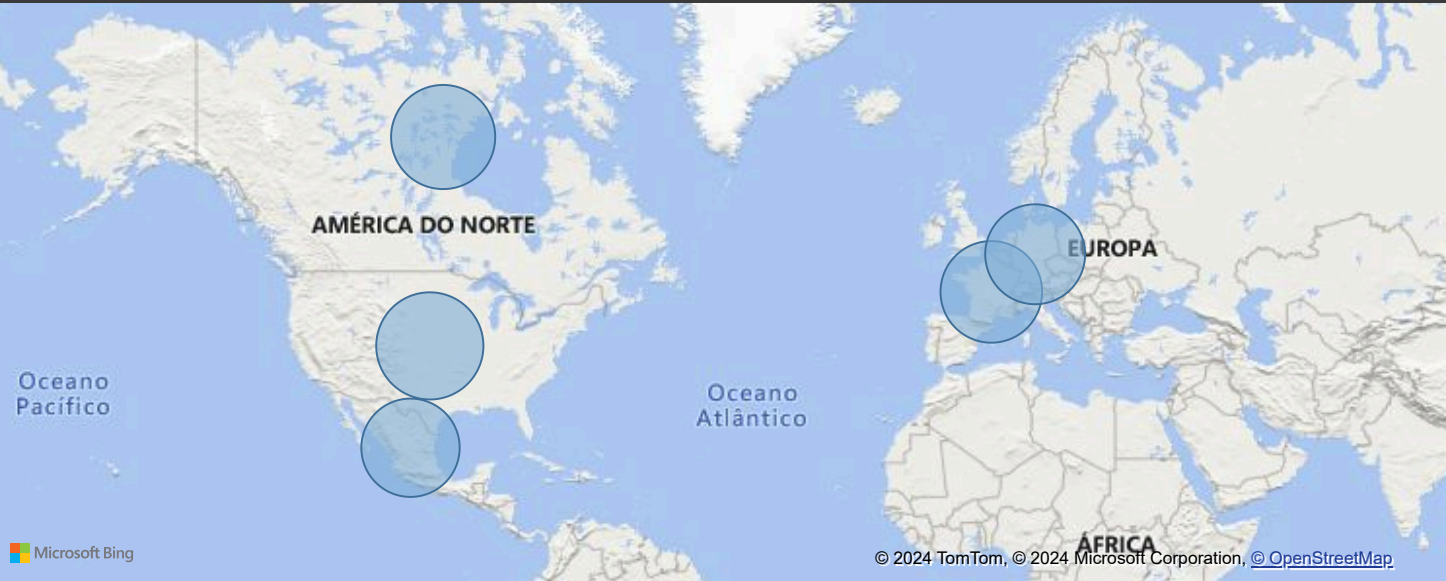 AMÉRICA DO NORTE
EUROPA
Oceano
Pacífico
Oceano
Atlântico
ÁFRICA
Microsoft Bing
© 2024 TomTom, © 2024 Microsoft Corporation, © OpenStreetMap